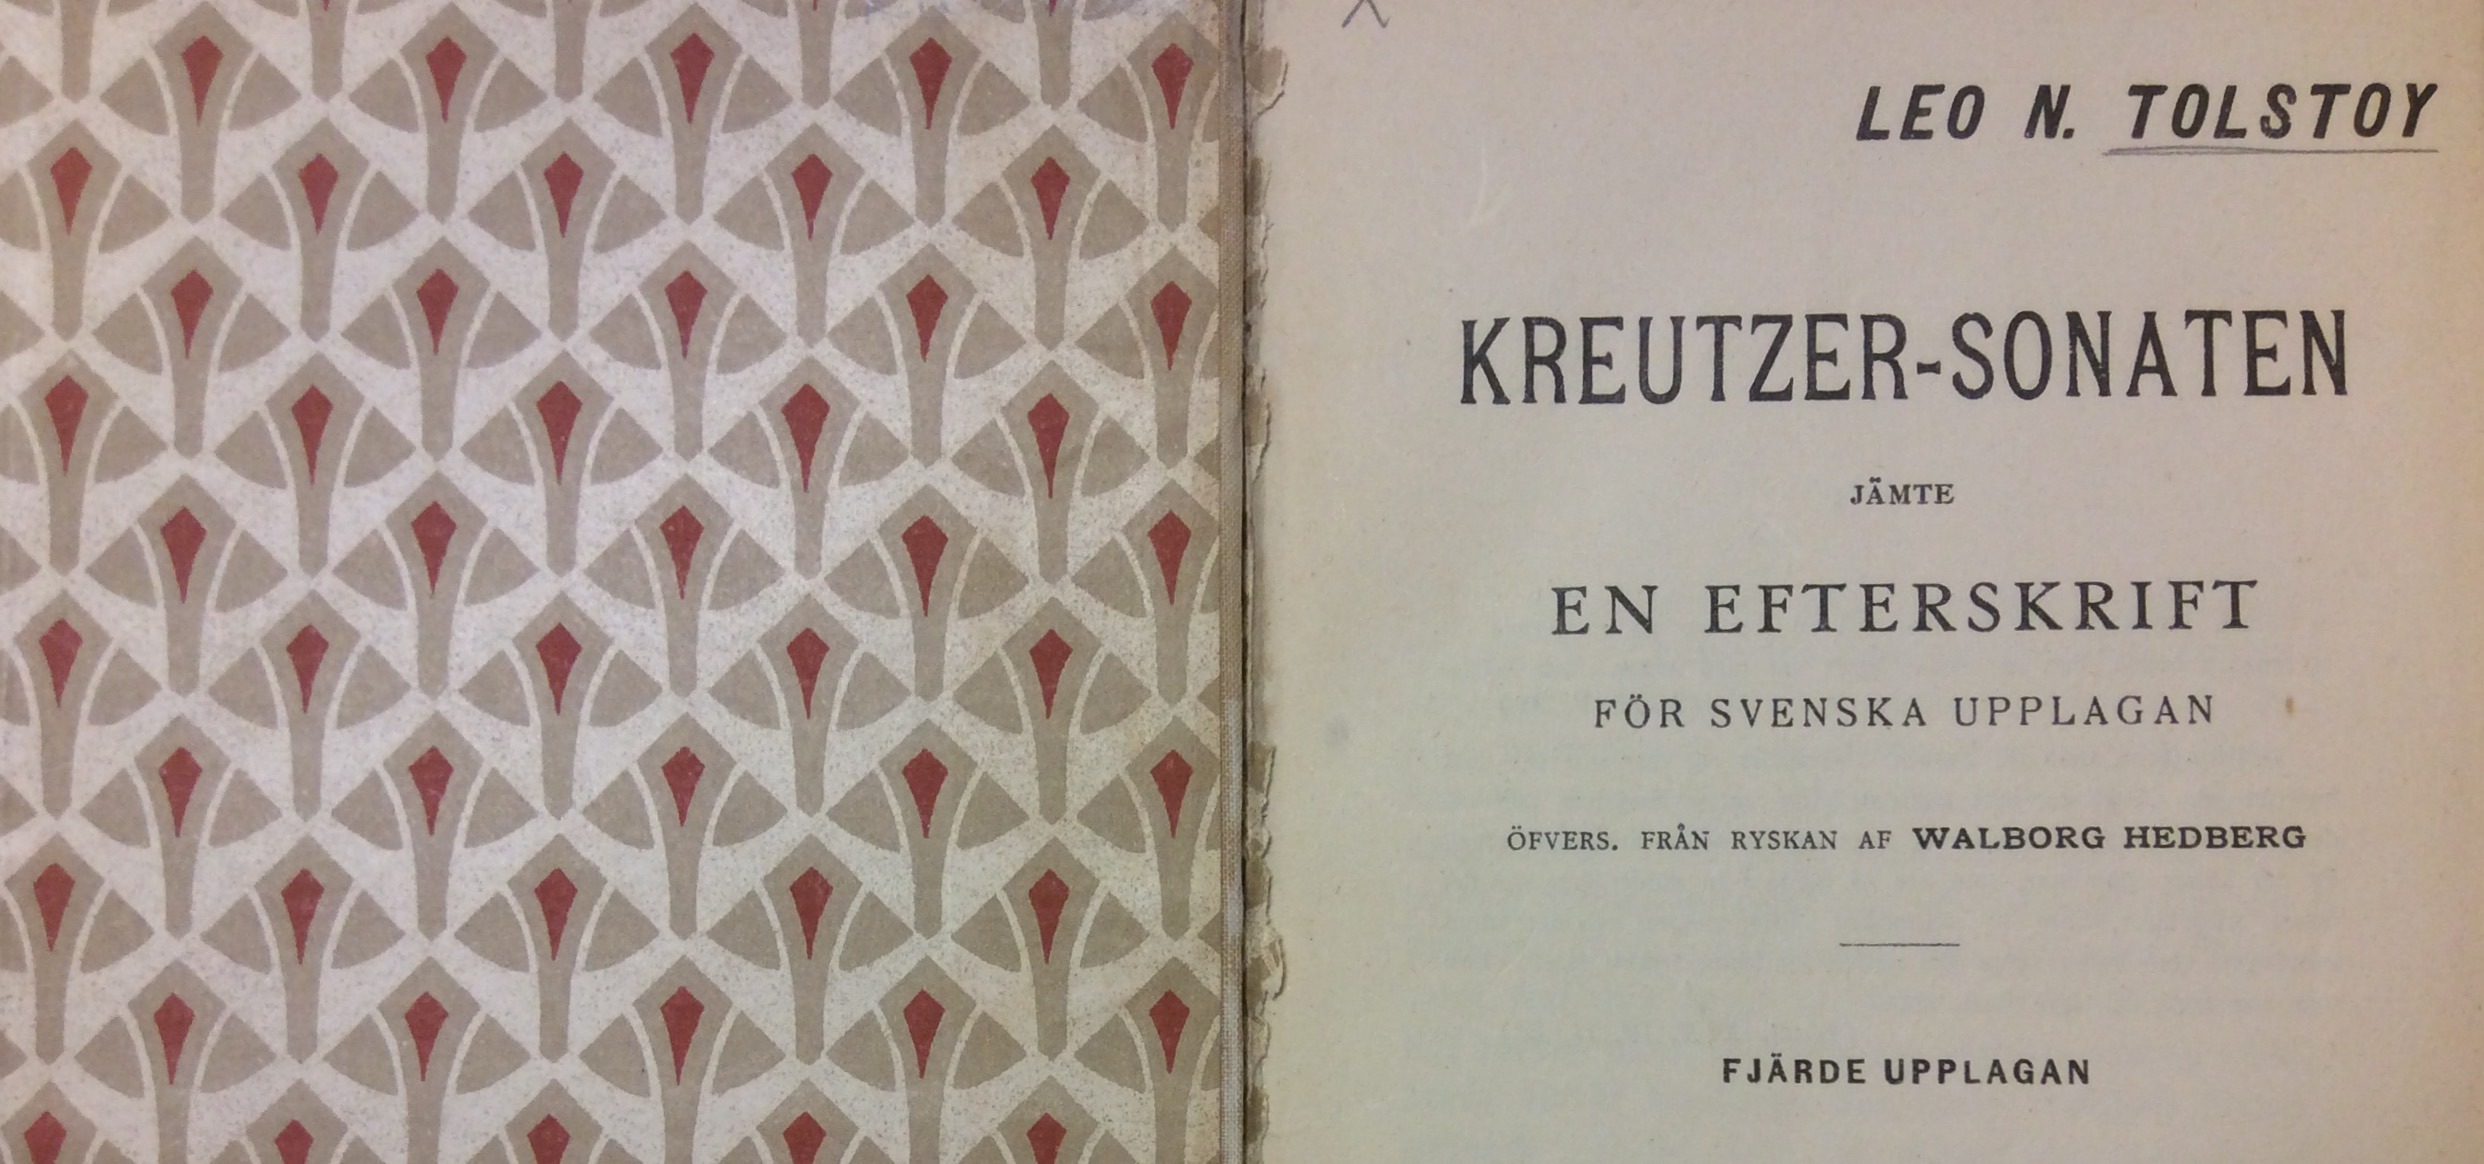 LEO N. TOLSTOY
KREUTZER-SONATEN
JÄMTE
EN EFTERSKRIFT
FÖR SVENSKA UPPLAGAN
ÖFVERS. FRÅN RYSKAN AF WALBORG HEDBERG
FJÄRDE UPPLAGAN